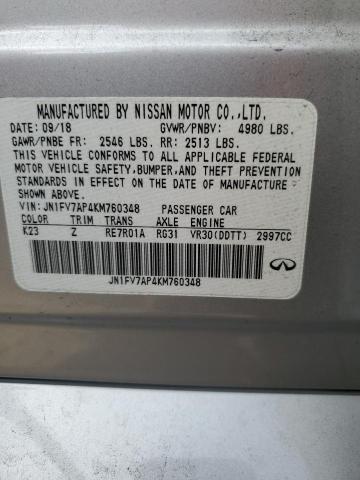 MANUFACTURED BY NISSAN MOTOR CO.,LTD.
DATE: 09/18 GVWR/PNBV: 4980 LBS.
GAWR/PNBE FR: 2546 LBS. RR: 2513 LBS.
THIS VEHICLE CONFORMS TO ALL APPLICABLE FEDERAL
MOTOR VEHICLE SAFETY,BUMPER,AND THEFT PREVENTION
STANDARDS IN EFFECT ON THE DATE OF MANUFACTURE
SHOWN ABOVE.
VIN: JN1FV7AP4KM760348 PASSENGER CAR
COLOR TRIM TRANS AXLE ENGINE
K23 Z RE7R01A RG31 VR30(DDTT) 2997CC
JN1FV7AP4KM760348